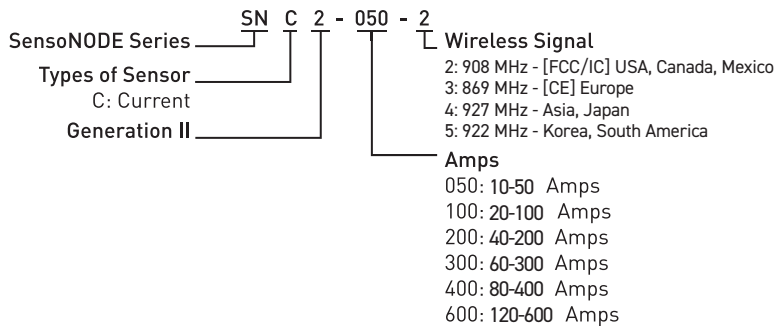 SN C 2 - 050 - 2
SensoNODE Series
Types of Sensor
C: Current
Generation II
Wireless Signal
2: 908 MHz - [FCC/IC] USA, Canada, Mexico
3: 869 MHz - [CE] Europe
4: 927 MHz - Asia, Japan
5: 922 MHz - Korea, South America
Amps
050: 10-50 Amps
100: 20-100 Amps
200: 40-200 Amps
300: 60-300 Amps
400: 80-400 Amps
600: 120-600 Amps